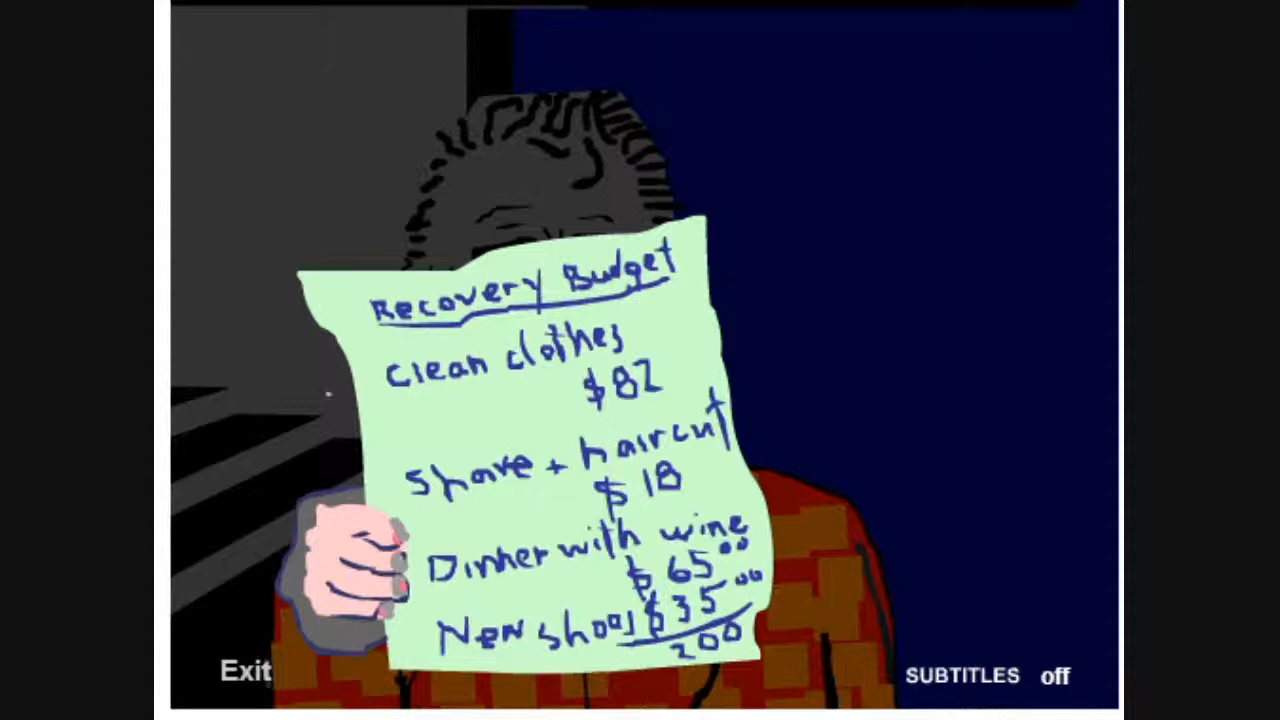 Recovery Budget
Clean clothes
$82
Shave + haircut
$18
Dinner with wine
$65.00
New shoes $35.00
200
Exit
SUBTITLES off